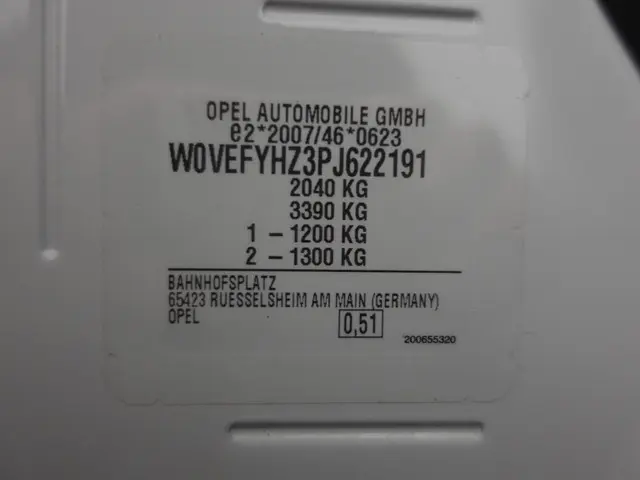 OPEL AUTOMOBILE GMBH
e2*2007/46*0623
W0VEFYHZ3PJ622191
2040 KG
3390 KG
1 - 1200 KG
2 - 1300 KG
BAHNHOFSPLATZ
65423 RUESSELSHEIM AM MAIN (GERMANY)
OPEL 0,51
200655320